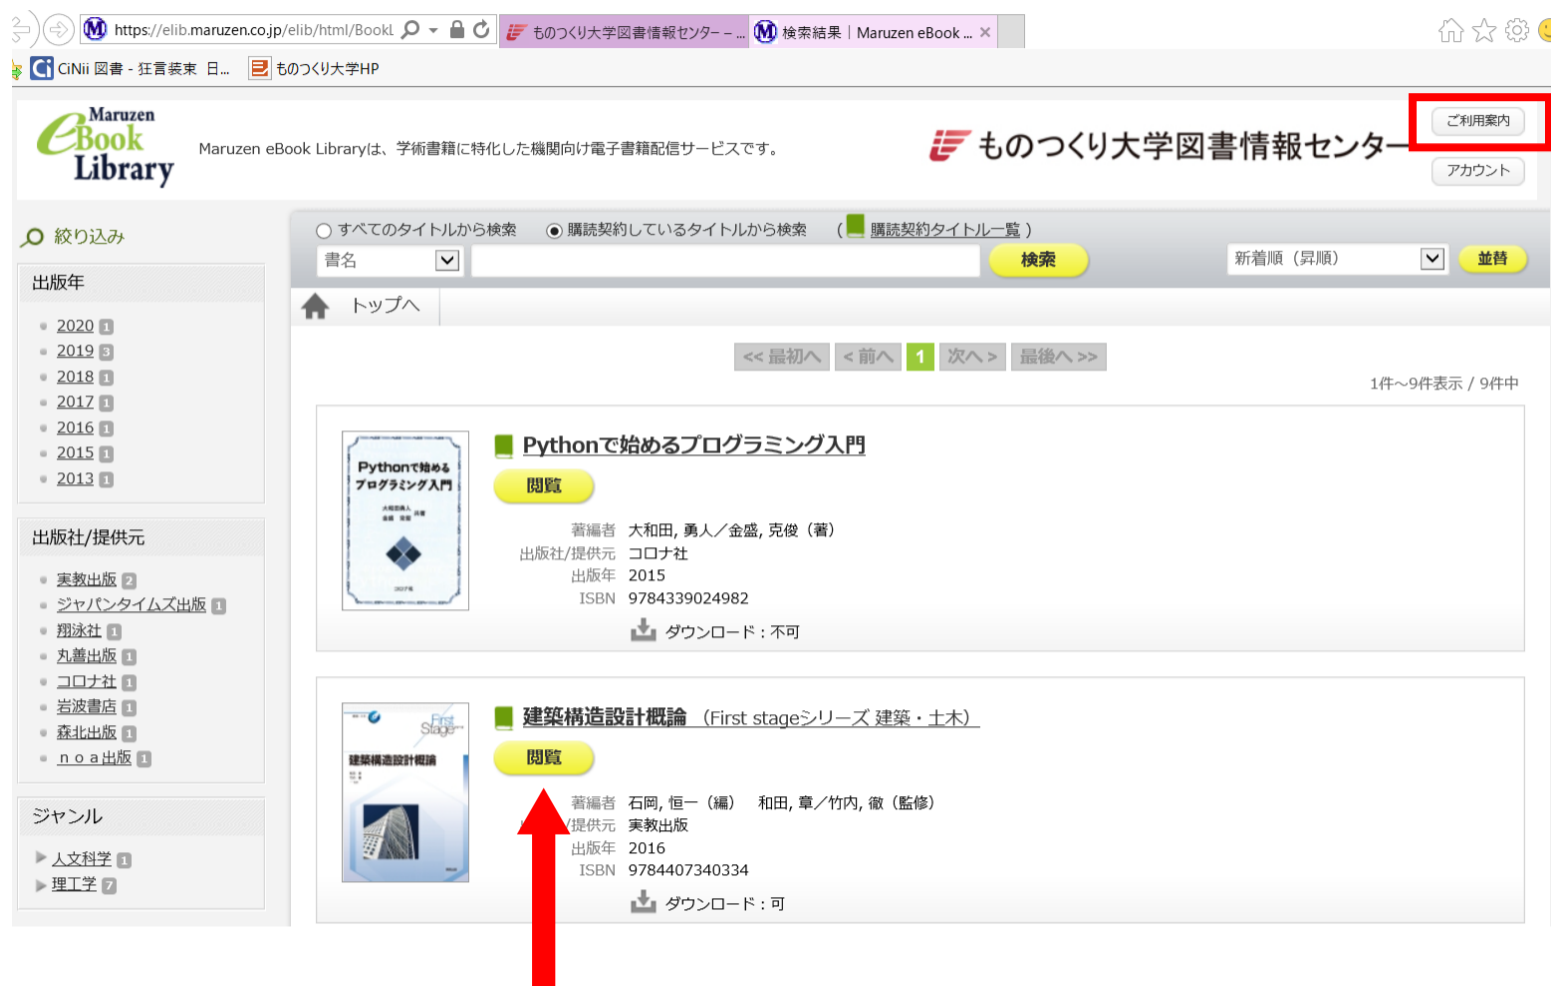 https://elib.maruzen.co.jp/elib/html/BookL
ものつくり大学図書情報センター – ...
検索結果 | Maruzen eBook ...
CiNii 図書 - 狂言装束 日...
ものつくり大学HP
Maruzen
eBook
Library
Maruzen eBook Libraryは、学術書籍に特化した機関向け電子書籍配信サービスです。
ものつくり大学図書情報センター
ご利用案内
アカウント
絞り込み
すべてのタイトルから検索 購読契約しているタイトルから検索 ( 購読契約タイトル一覧 )
書名
検索
新着順（昇順）
並替
トップへ
出版年
2020 1
2019 3
2018 1
2017 1
2016 1
2015 1
2013 1
出版社/提供元
実教出版 2
ジャパンタイムズ出版 1
翔泳社 1
丸善出版 1
コロナ社 1
岩波書店 1
森北出版 1
ｎｏａ出版 1
ジャンル
人文科学 1
理工学 7
<< 最初へ < 前へ 1 次へ > 最後へ >>
1件～9件表示 / 9件中
Pythonで始める
プログラミング入門
コロナ社
Pythonで始めるプログラミング入門
閲覧
著編者 大和田, 勇人／金盛, 克俊（著）
出版社/提供元 コロナ社
出版年 2015
ISBN 9784339024982
ダウンロード : 不可
First
Stage
建築構造設計概論
建築構造設計概論 （First stageシリーズ 建築・土木）
閲覧
著編者 石岡, 恒一（編） 和田, 章／竹内, 徹（監修）
/提供元 実教出版
出版年 2016
ISBN 9784407340334
ダウンロード : 可